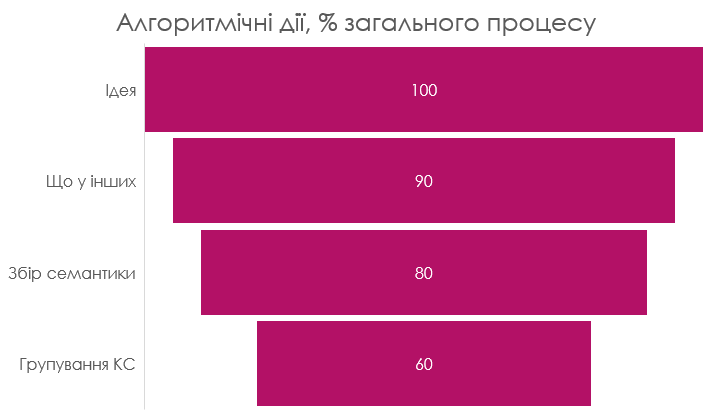 Алгоритмічні дії, % загального процесу
Ідея
100
Що у інших
90
Збір семантики
80
Групування КС
60